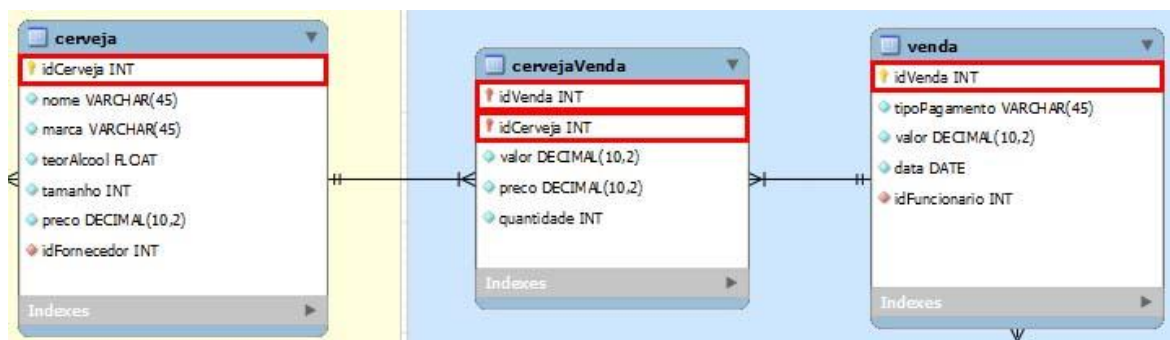 cerveja
idCerveja INT
nome VARCHAR(45)
marca VARCHAR(45)
teorAlcool FLOAT
tamanho INT
preco DECIMAL(10,2)
idFornecedor INT
Indexes
cervejaVenda
idVenda INT
idCerveja INT
valor DECIMAL(10,2)
preco DECIMAL(10,2)
quantidade INT
Indexes
venda
idVenda INT
tipoPagamento VARCHAR(45)
valor DECIMAL(10,2)
data DATE
idFuncionario INT
Indexes